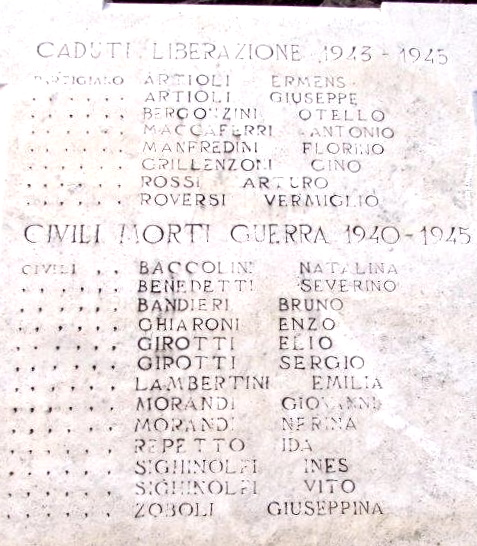 CADUTI LIBERAZIONE 1943-1945
PARTIGIANO ARTIOLI ERMENS
" " " " " " ARTIOLI GIUSEPPE
" " " " " " BERGONZINI OTELLO
" " " " " " MACCAFERRI ANTONIO
" " " " " " MANFREDINI FLORINO
" " " " " " GRILLENZONI GINO
" " " " " " ROSSI ARTURO
" " " " " " ROVERSI VERMIGLIO
CIVILI MORTI GUERRA 1940-1945
CIVILI " " BACCOLINI NATALINA
" " " " " " BENEDETTI SEVERINO
" " " " " " BANDIERI BRUNO
" " " " " " GHIARONI ENZO
" " " " " " GIROTTI ELIO
" " " " " " GIROTTI SERGIO
" " " " " " LAMBERTINI EMILIA
" " " " " " MORANDI GIOVANNI
" " " " " " MORANDI NERINA
" " " " " " REPETTO IDA
" " " " " " SIGHINOLFI INES
" " " " " " SIGHINOLFI VITO
" " " " " " ZOBOLI GIUSEPPINA